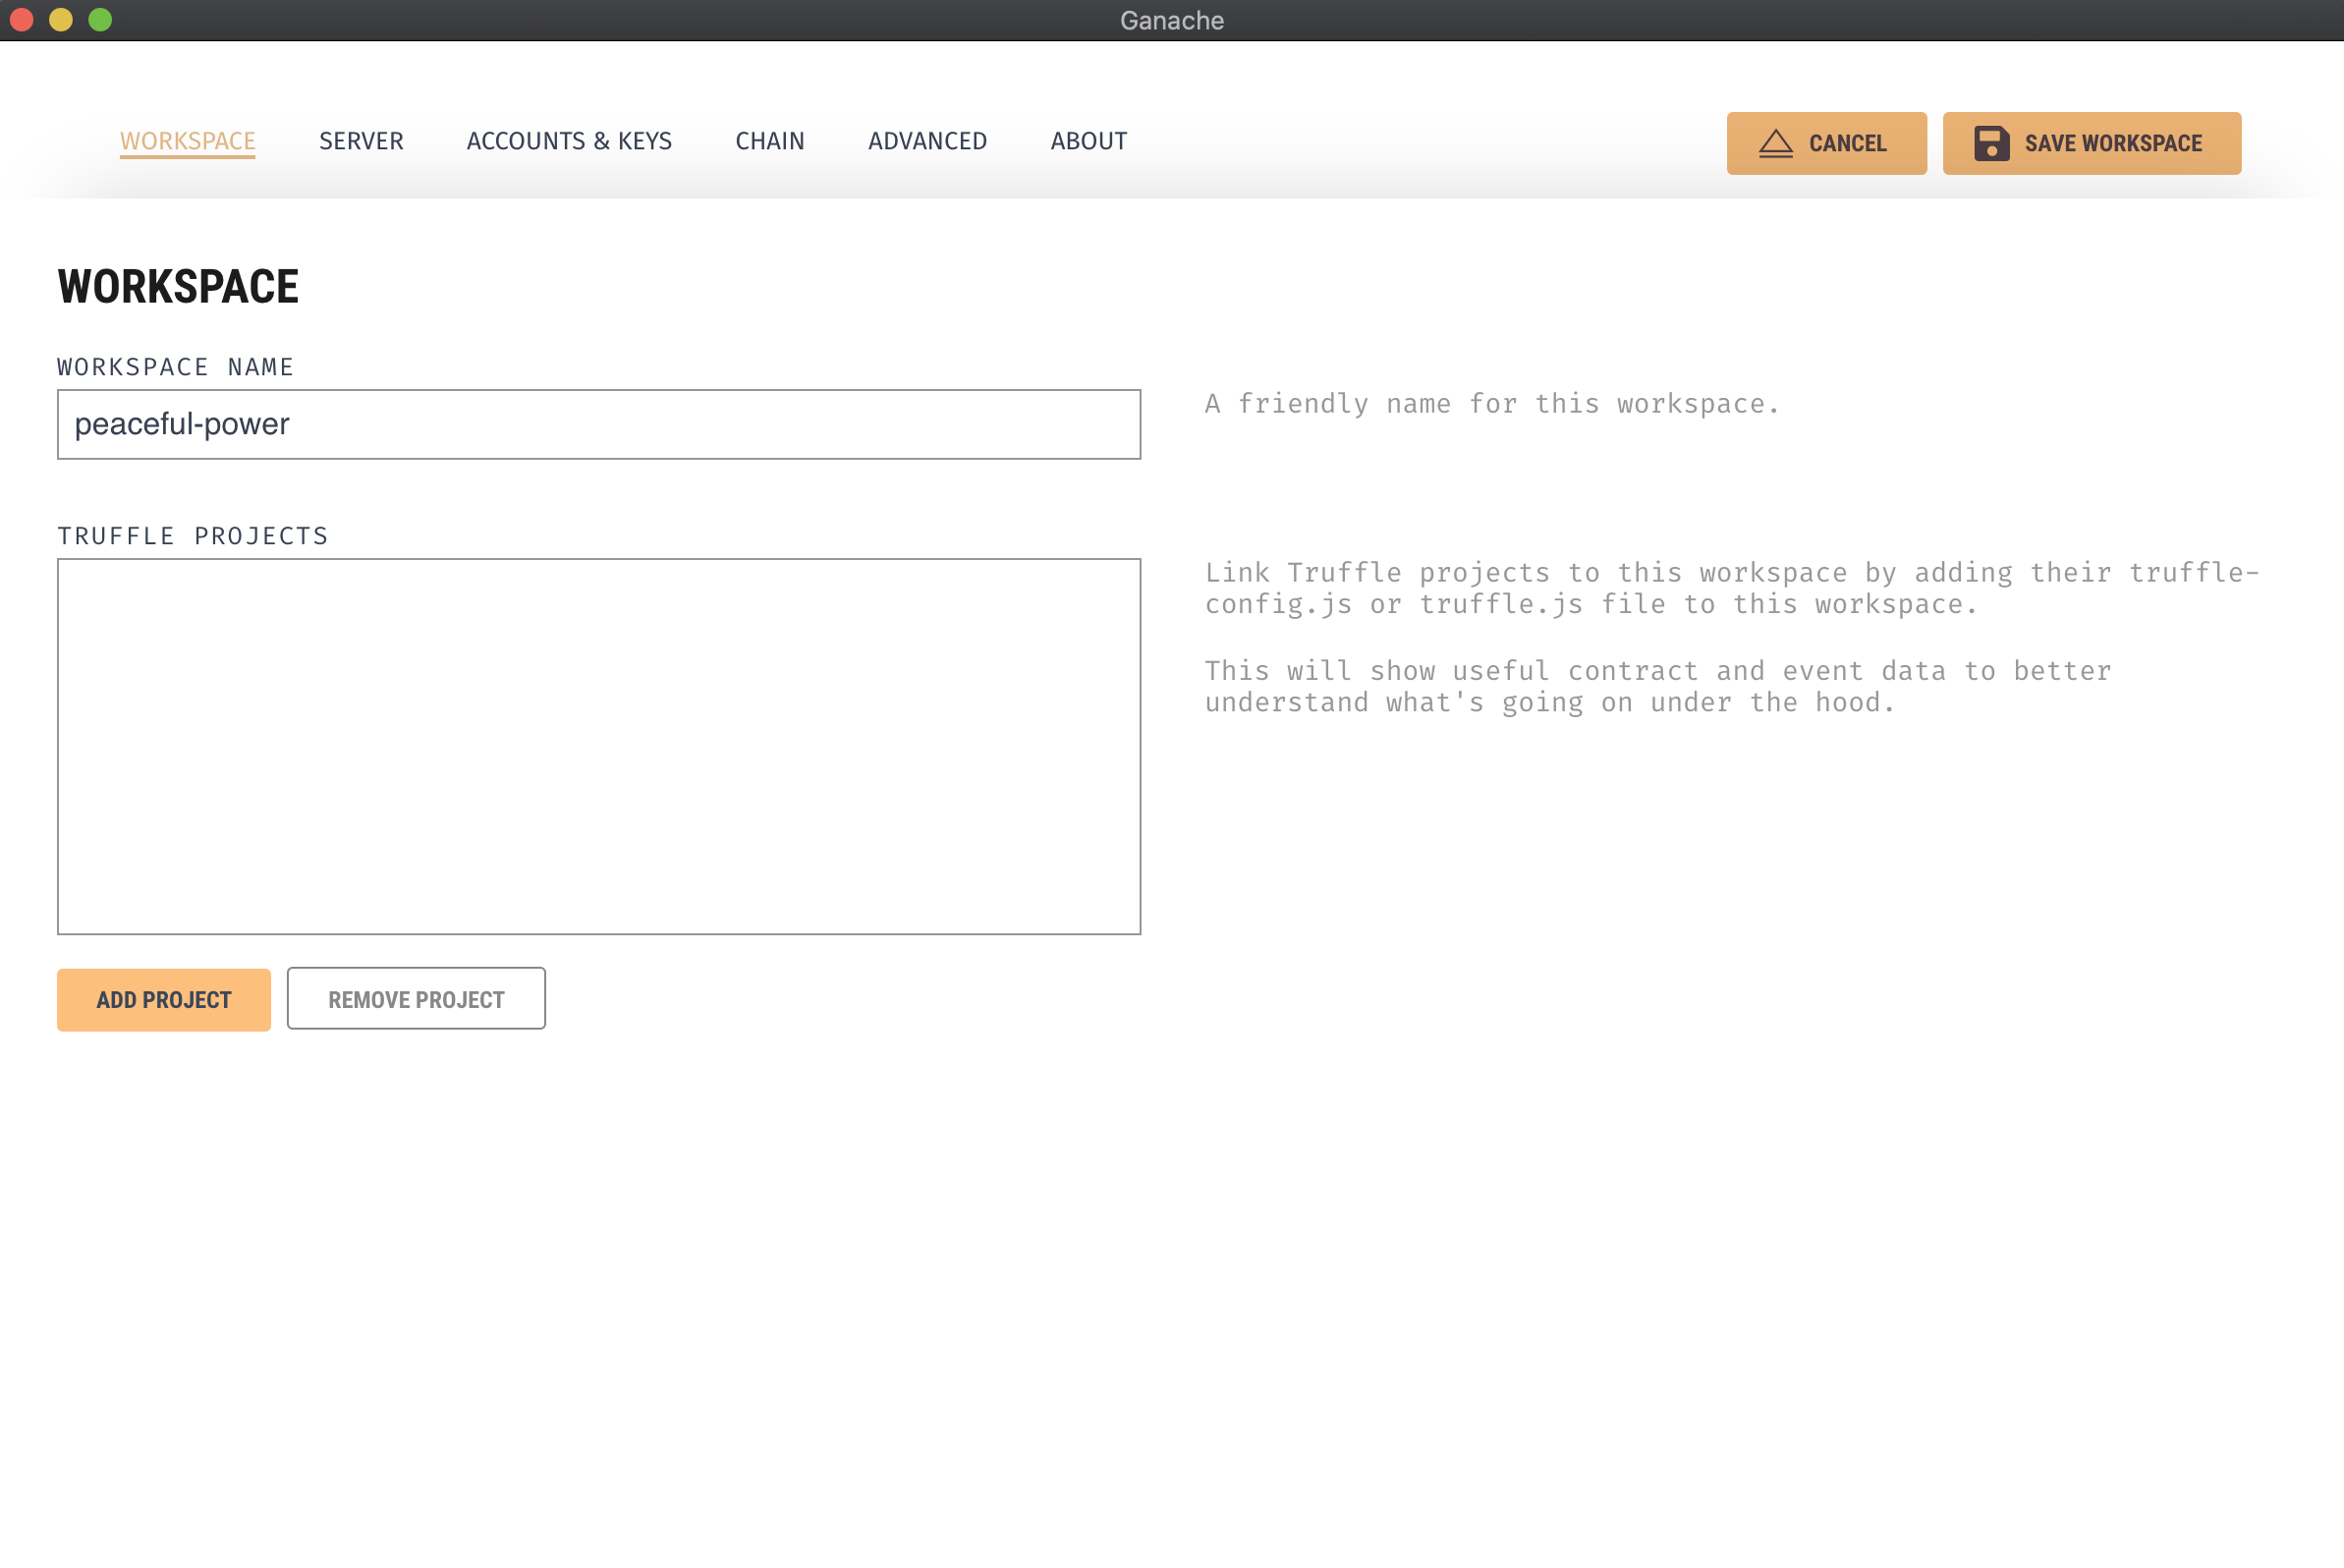 Ganache
WORKSPACE SERVER ACCOUNTS & KEYS CHAIN ADVANCED ABOUT CANCEL SAVE WORKSPACE
WORKSPACE
WORKSPACE NAME
peaceful-power
A friendly name for this workspace.
TRUFFLE PROJECTS
Link Truffle projects to this workspace by adding their truffle-
config.js or truffle.js file to this workspace.
This will show useful contract and event data to better
understand what's going on under the hood.
ADD PROJECT REMOVE PROJECT